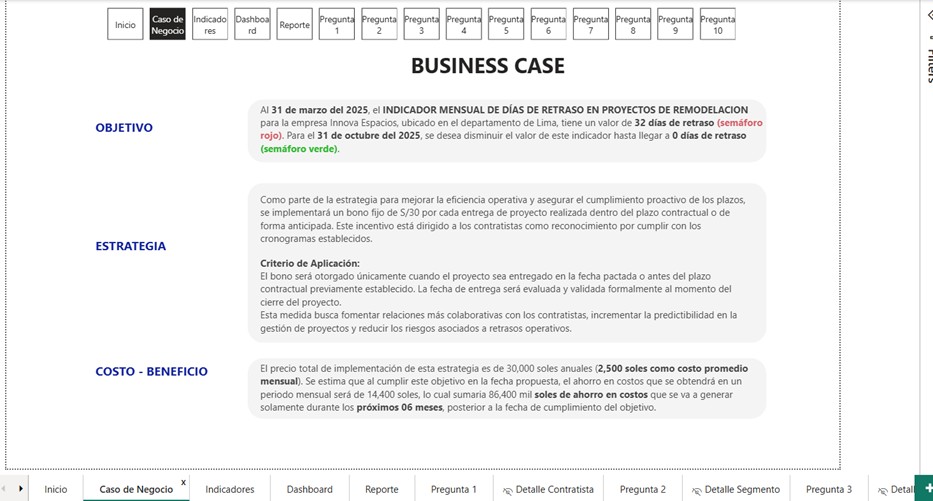 Inicio
Caso de
Negocio
Indicado
res
Dashboa
rd
Reporte
Pregunta
1
Pregunta
2
Pregunta
3
Pregunta
4
Pregunta
5
Pregunta
6
Pregunta
7
Pregunta
8
Pregunta
9
Pregunta
10
Filters
BUSINESS CASE
OBJETIVO
Al 31 de marzo del 2025, el INDICADOR MENSUAL DE DÍAS DE RETRASO EN PROYECTOS DE REMODELACION
para la empresa Innova Espacios, ubicado en el departamento de Lima, tiene un valor de 32 días de retraso (semáforo
rojo). Para el 31 de octubre del 2025, se desea disminuir el valor de este indicador hasta llegar a 0 días de retraso
(semáforo verde).
ESTRATEGIA
Como parte de la estrategia para mejorar la eficiencia operativa y asegurar el cumplimiento proactivo de los plazos,
se implementará un bono fijo de S/30 por cada entrega de proyecto realizada dentro del plazo contractual o de
forma anticipada. Este incentivo está dirigido a los contratistas como reconocimiento por cumplir con los
cronogramas establecidos.
Criterio de Aplicación:
El bono será otorgado únicamente cuando el proyecto sea entregado en la fecha pactada o antes del plazo
contractual previamente establecido. La fecha de entrega será evaluada y validada formalmente al momento del
cierre del proyecto.
Esta medida busca fomentar relaciones más colaborativas con los contratistas, incrementar la predictibilidad en la
gestión de proyectos y reducir los riesgos asociados a retrasos operativos.
COSTO - BENEFICIO
El precio total de implementación de esta estrategia es de 30,000 soles anuales (2,500 soles como costo promedio
mensual). Se estima que al cumplir este objetivo en la fecha propuesta, el ahorro en costos que se obtendrá en un
periodo mensual será de 14,400 soles, lo cual sumaria 86,400 mil soles de ahorro en costos que se va a generar
solamente durante los próximos 06 meses, posterior a la fecha de cumplimiento del objetivo.
Inicio
Caso de Negocio
x
Indicadores
Dashboard
Reporte
Pregunta 1
Detalle Contratista
Pregunta 2
Detalle Segmento
Pregunta 3
Detal